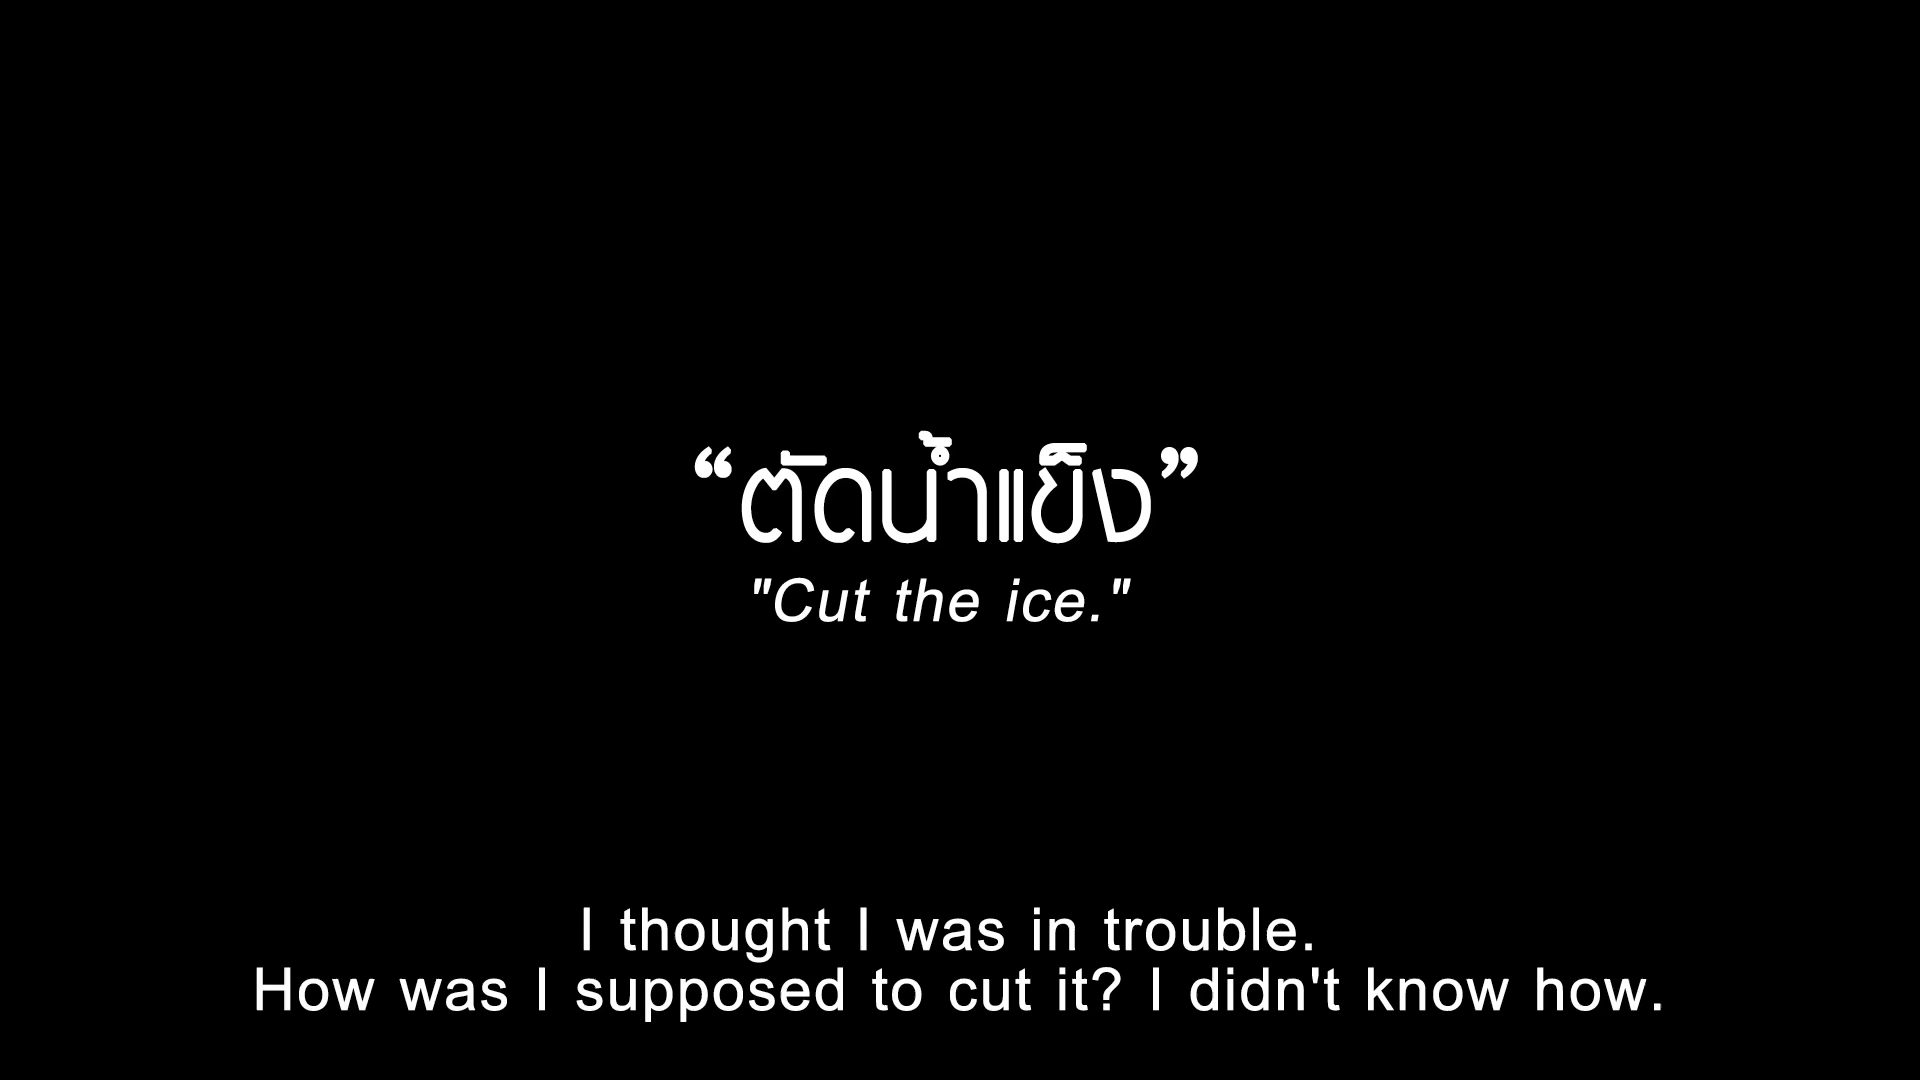 “ตัดน้ำแข็ง”
"Cut the ice."
I thought I was in trouble.
How was I supposed to cut it? I didn't know how.